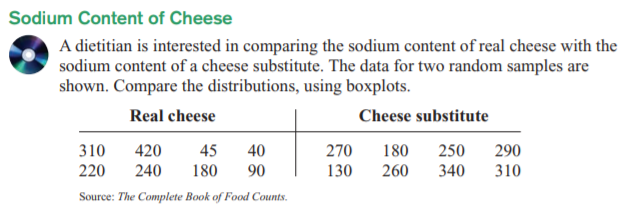 Sodium Content of Cheese
A dietitian is interested in comparing the sodium content of real cheese with the
sodium content of a cheese substitute. The data for two random samples are
shown. Compare the distributions, using boxplots.
Real cheese Cheese substitute
310 420 45 40 270 180 250 290
220 240 180 90 130 260 340 310
Source: The Complete Book of Food Counts.